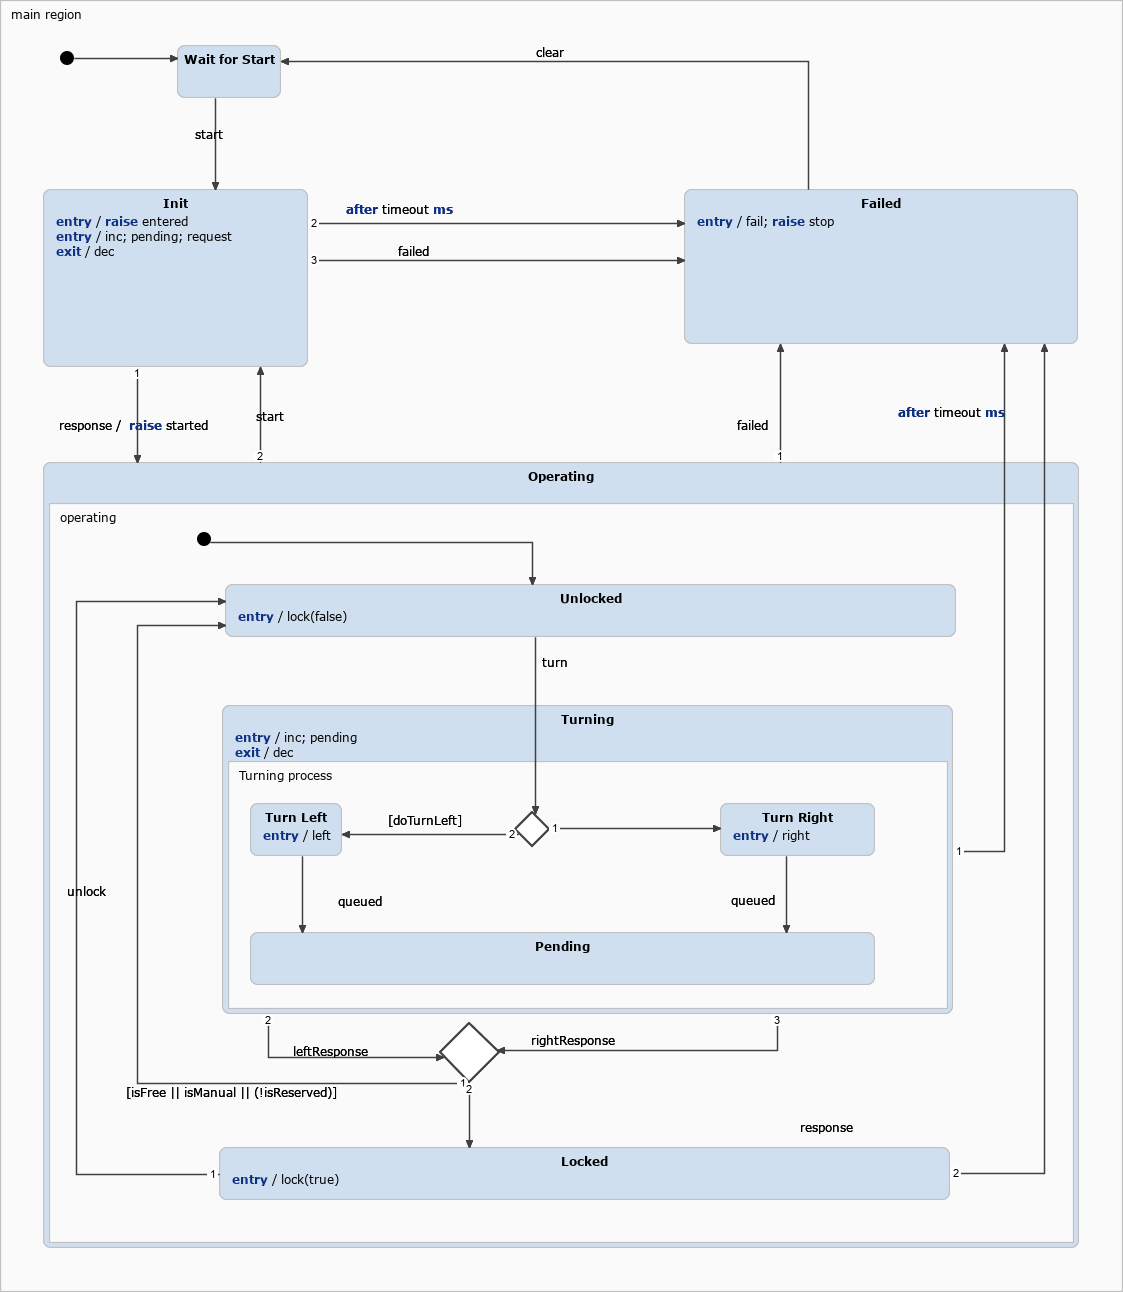 main region
Wait for Start
clear
start
Init
entry / raise entered
entry / inc; pending; request
exit / dec
2
after timeout ms
3
failed
Failed
entry / fail; raise stop
1
response / raise started
start
2
failed
1
after timeout ms
Operating
operating
Unlocked
entry / lock(false)
turn
Turning
entry / inc; pending
exit / dec
Turning process
Turn Left
entry / left
[doTurnLeft]
2
1
Turn Right
entry / right
1
unlock
queued
queued
Pending
2
3
leftResponse
rightResponse
1
2
[isFree || isManual || (!isReserved)]
response
Locked
entry / lock(true)
1
2